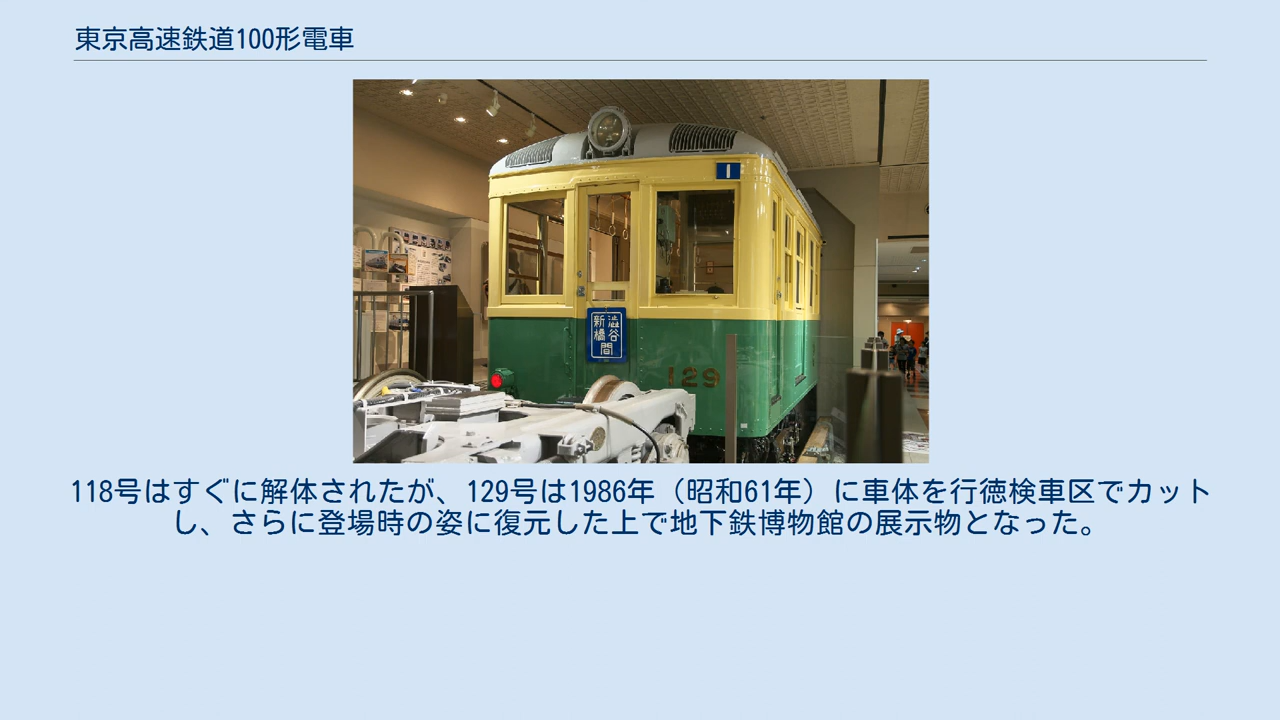 東京高速鉄道100形電車
1
新橋
澁谷
間
129
118号はすぐに解体されたが、129号は1986年（昭和61年）に車体を行徳検車区でカット
し、さらに登場時の姿に復元した上で地下鉄博物館の展示物となった。